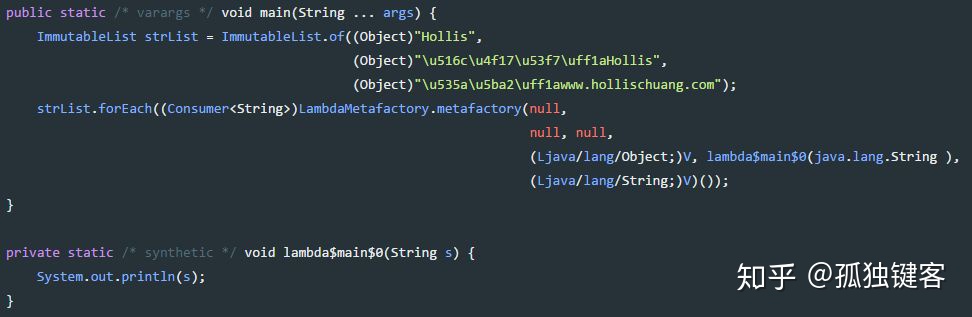 public static /* varargs */ void main(String ... args) {
    ImmutableList strList = ImmutableList.of((Object)"Hollis",
                                             (Object)"\u516c\u4f17\u53f7\uff1aHollis",
                                             (Object)"\u535a\u5ba2\uff1awww.hollischuang.com");
    strList.forEach((Consumer<String>)LambdaMetafactory.metafactory(null,
                                                                    null, null,
                                                                    (Ljava/lang/Object;)V, lambda$main$0(java.lang.String ),
                                                                    (Ljava/lang/String;)V)());
}
private static /* synthetic */ void lambda$main$0(String s) {
    System.out.println(s);
}
知乎 @孤独键客